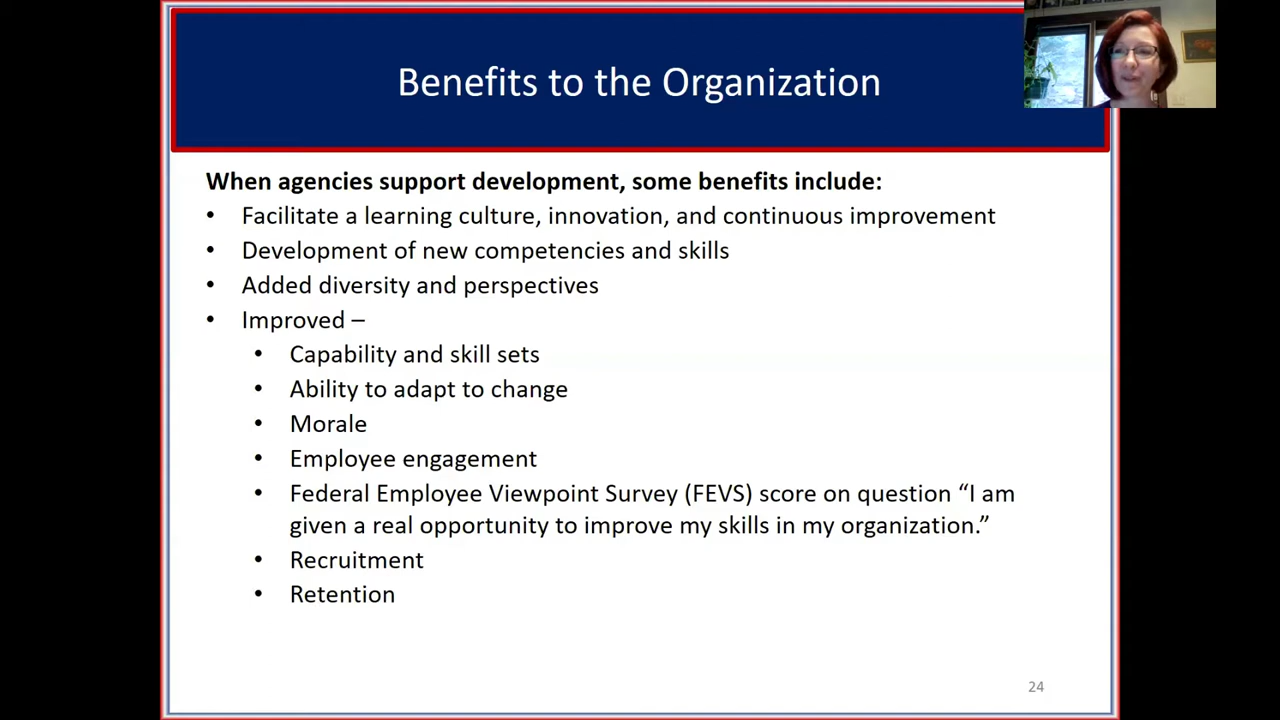 Benefits to the Organization
When agencies support development, some benefits include:
• Facilitate a learning culture, innovation, and continuous improvement
• Development of new competencies and skills
• Added diversity and perspectives
• Improved –
• Capability and skill sets
• Ability to adapt to change
• Morale
• Employee engagement
• Federal Employee Viewpoint Survey (FEVS) score on question “I am
given a real opportunity to improve my skills in my organization.”
• Recruitment
• Retention
24